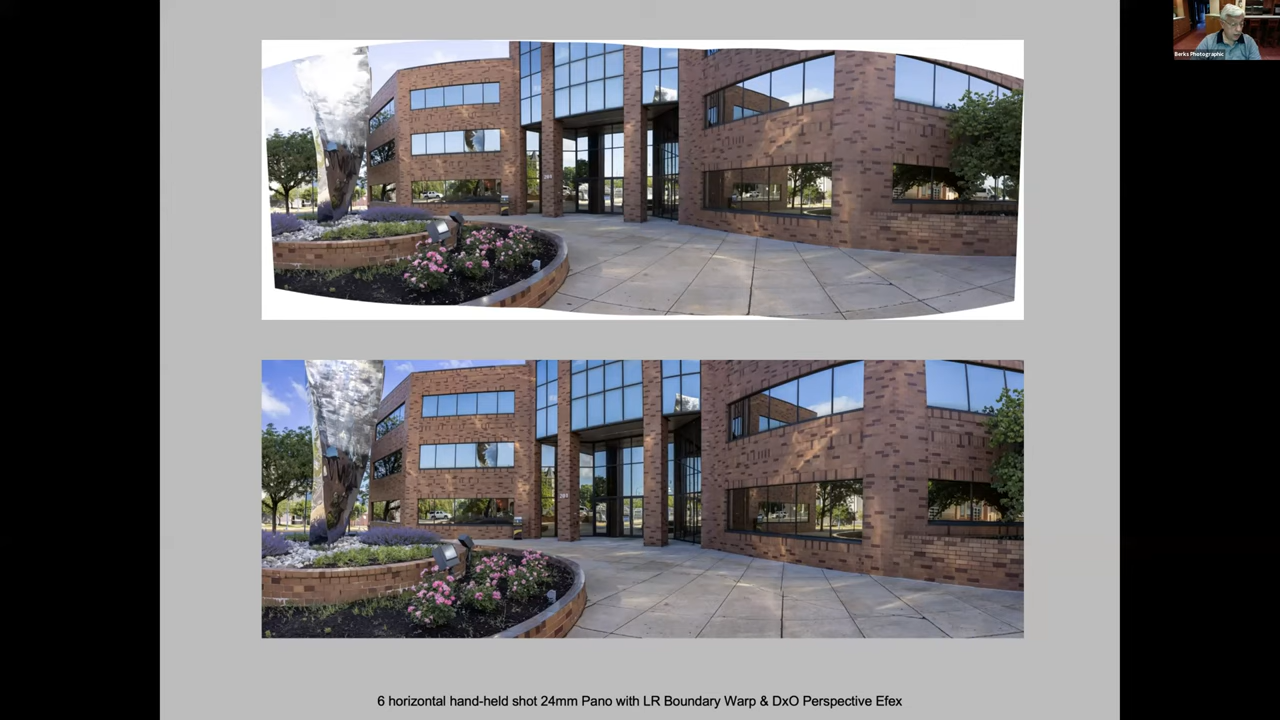 Berks Photographic
6 horizontal hand-held shot 24mm Pano with LR Boundary Warp & DxO Perspective Efex